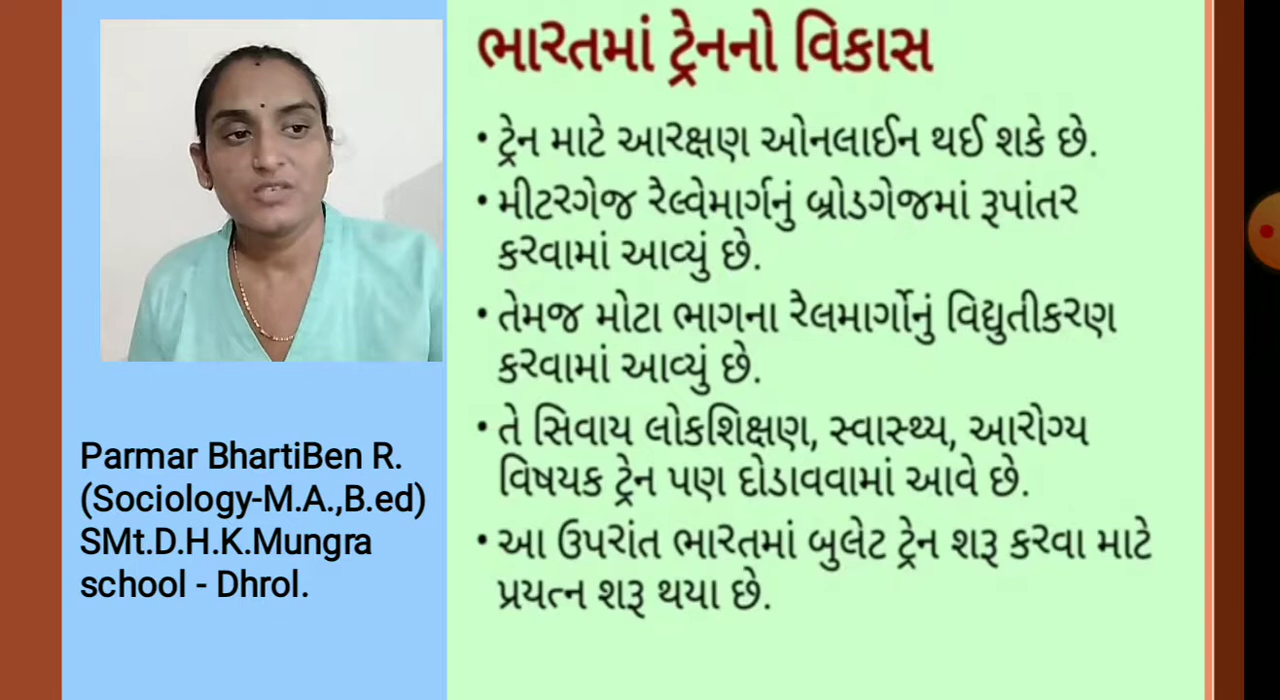 ભારતમાં ટ્રેનનો વિકાસ
• ટ્રેન માટે આરક્ષણ ઓનલાઈન થઈ શકે છે.
• મીટરગેજ રેલ્વેમાર્ગનું બ્રોડગેજમાં રૂપાંતર
કરવામાં આવ્યું છે.
• તેમજ મોટા ભાગના રેલમાર્ગોનું વિદ્યુતીકરણ
કરવામાં આવ્યું છે.
• તે સિવાય લોકશિક્ષણ, સ્વાસ્થ્ય, આરોગ્ય
વિષયક ટ્રેન પણ દોડાવવામાં આવે છે.
• આ ઉપરાંત ભારતમાં બુલેટ ટ્રેન શરૂ કરવા માટે
પ્રયત્ન શરૂ થયા છે.
Parmar BhartiBen R.
(Sociology-M.A.,B.ed)
SMt.D.H.K.Mungra
school - Dhrol.